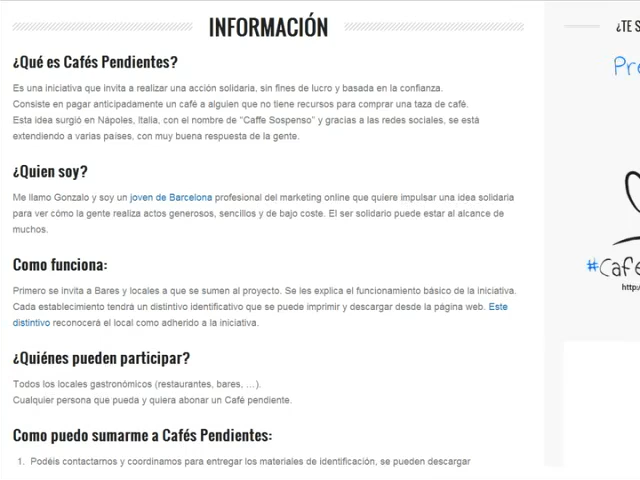 INFORMACIÓN
¿Qué es Cafés Pendientes?
Es una iniciativa que invita a realizar una acción solidaria, sin fines de lucro y basada en la confianza.
Consiste en pagar anticipadamente un café a alguien que no tiene recursos para comprar una taza de café.
Esta idea surgió en Nápoles, Italia, con el nombre de "Caffe Sospenso" y gracias a las redes sociales, se está
extendiendo a varias países, con muy buena respuesta de la gente.
¿Quien soy?
Me llamo Gonzalo y soy un joven de Barcelona profesional del marketing online que quiere impulsar una idea solidaria
para ver cómo la gente realiza actos generosos, sencillos y de bajo coste. El ser solidario puede estar al alcance de
muchos.
Como funciona:
Primero se invita a Bares y locales a que se sumen al proyecto. Se les explica el funcionamiento básico de la iniciativa.
Cada establecimiento tendrá un distintivo identificativo que se puede imprimir y descargar desde la página web. Este
distintivo reconocerá el local como adherido a la iniciativa.
¿Quiénes pueden participar?
Todos los locales gastronómicos (restaurantes, bares, …).
Cualquier persona que pueda y quiera abonar un Café pendiente.
Como puedo sumarme a Cafés Pendientes:
1. Podéis contactarnos y coordinamos para entregar los materiales de identificación, se pueden descargar
¿TE S
Pre
#Cafe
http:/